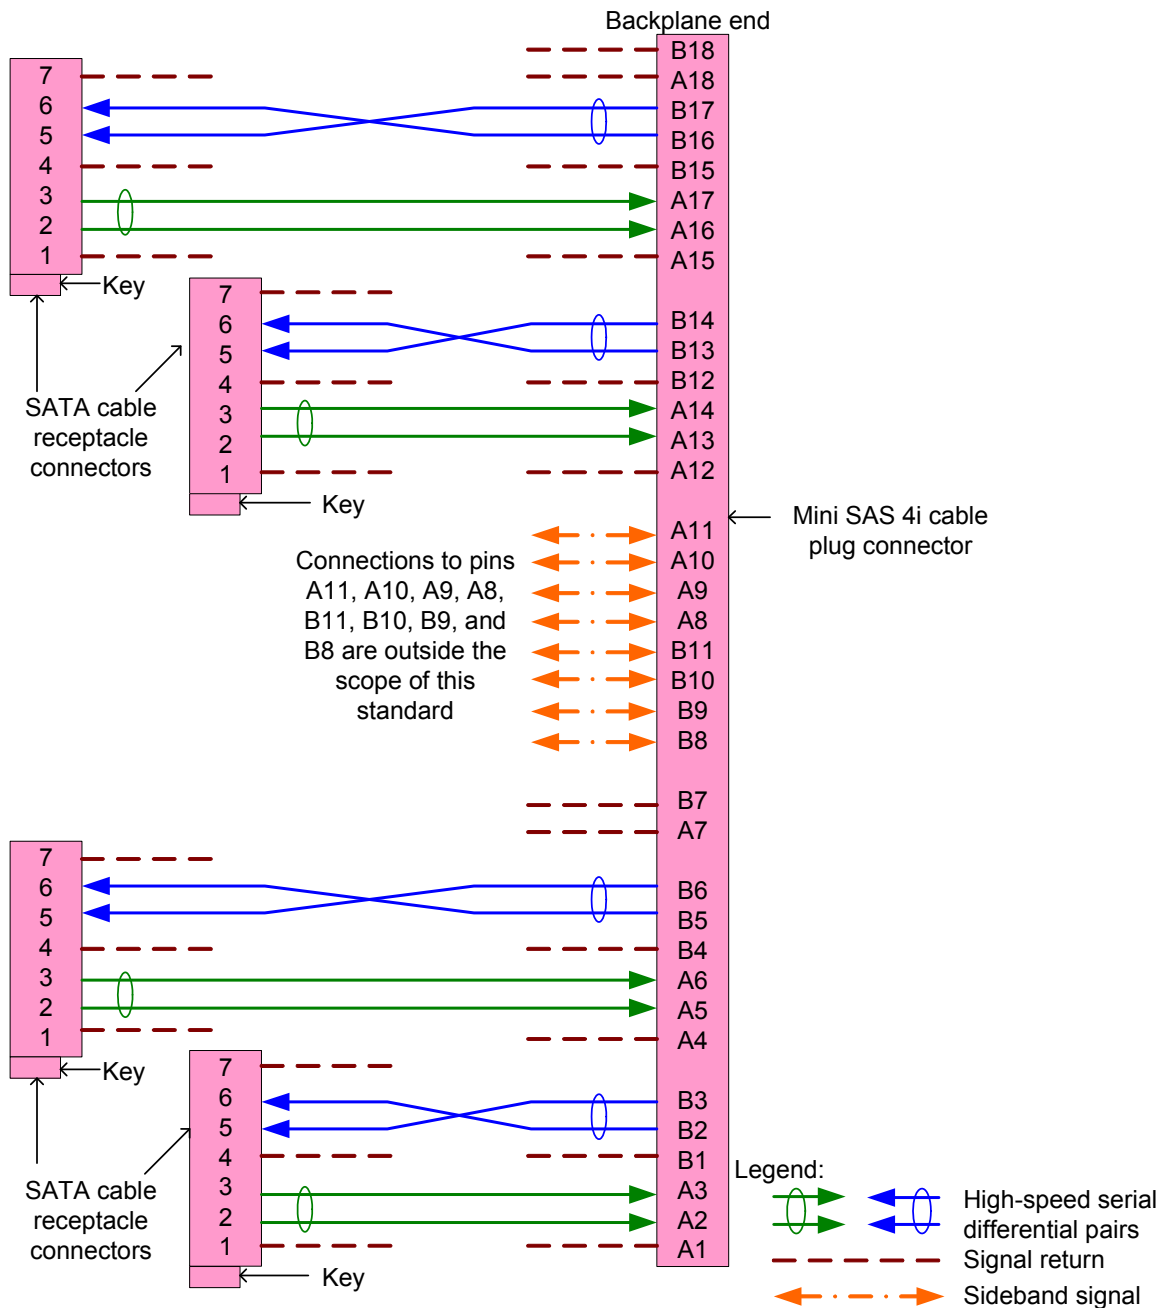 Backplane end
B18
A18
B17
B16
B15
A17
A16
A15
B14
B13
B12
A14
A13
A12
A11
A10
A9
A8
B11
B10
B9
B8
B7
A7
B6
B5
B4
A6
A5
A4
B3
B2
B1
A3
A2
A1
7
6
5
4
3
2
1
Key
7
6
5
4
3
2
1
Key
SATA cable
receptacle
connectors
Mini SAS 4i cable
plug connector
Connections to pins
A11, A10, A9, A8,
B11, B10, B9, and
B8 are outside the
scope of this
standard
7
6
5
4
3
2
1
Key
7
6
5
4
3
2
1
Key
SATA cable
receptacle
connectors
Legend:
High-speed serial
differential pairs
Signal return
Sideband signal